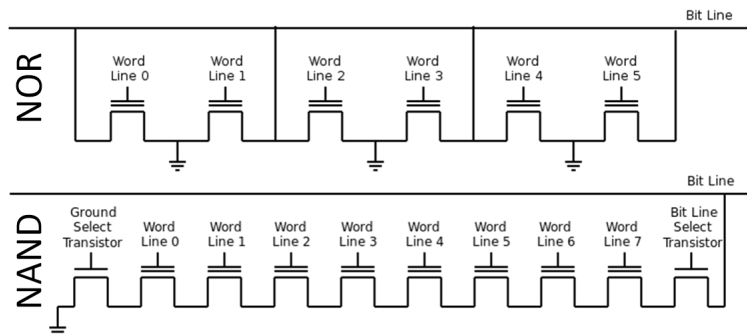 Bit Line
NOR
Word
Line 0
Word
Line 1
Word
Line 2
Word
Line 3
Word
Line 4
Word
Line 5
Bit Line
NAND
Ground
Select
Transistor
Word
Line 0
Word
Line 1
Word
Line 2
Word
Line 3
Word
Line 4
Word
Line 5
Word
Line 6
Word
Line 7
Bit Line
Select
Transistor